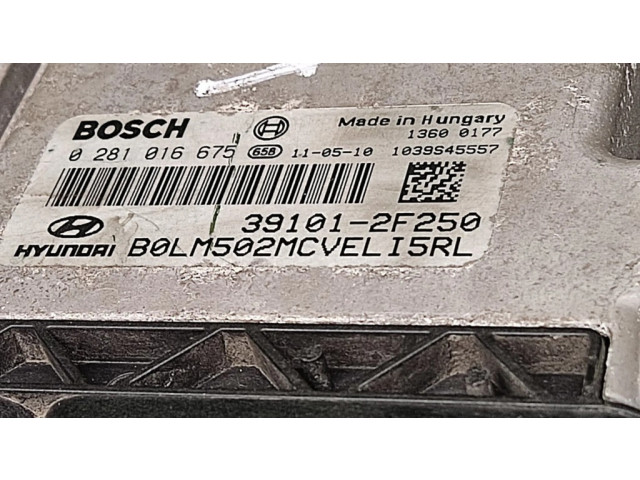 BOSCH
Made in Hungary
1360 0177
0 281 016 675 658 11-05-10 1039S45557
39101-2F250
HYUNDAI B0LM502MCVELI5RL